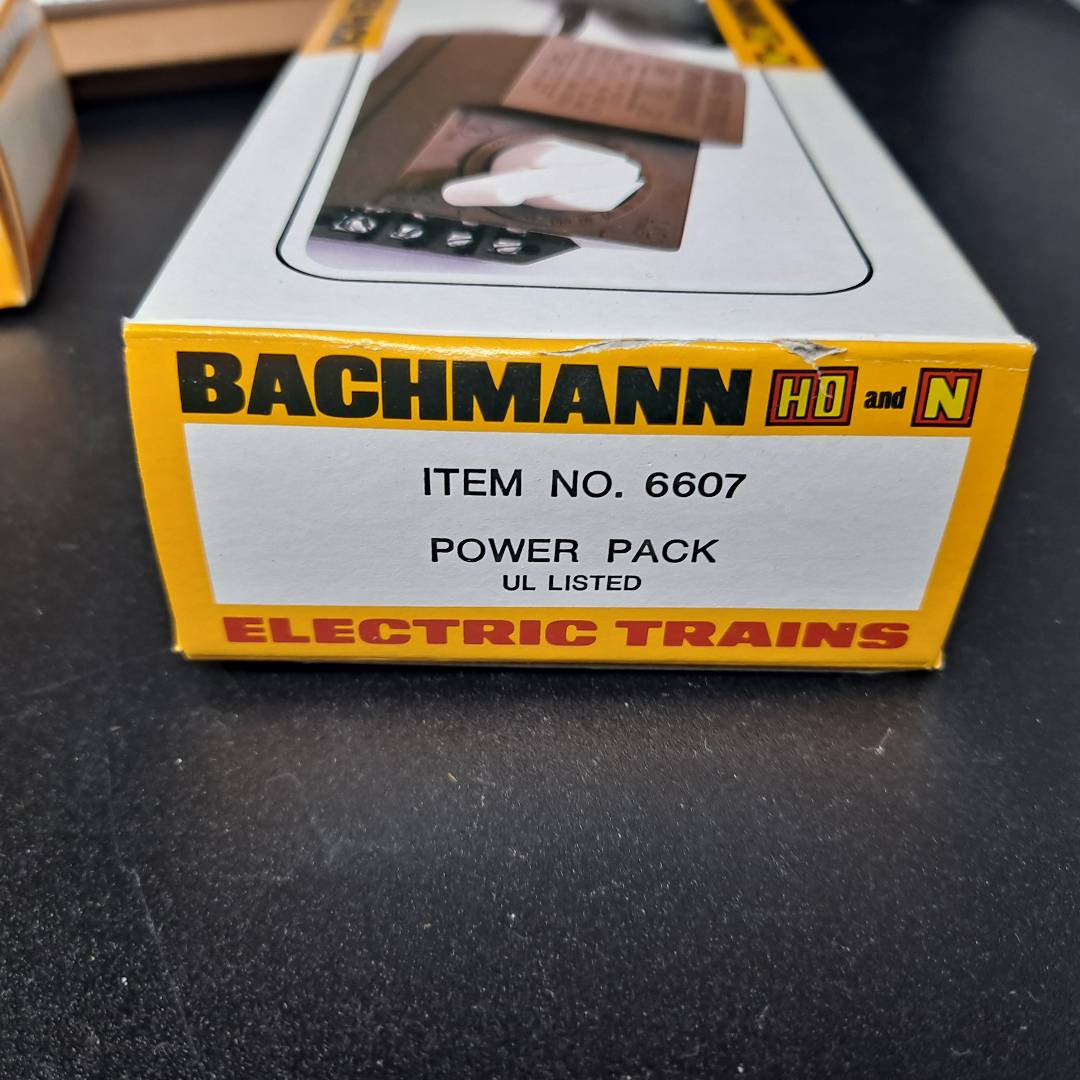 BACHMANN HO and N
ITEM NO. 6607
POWER PACK
UL LISTED
ELECTRIC TRAINS